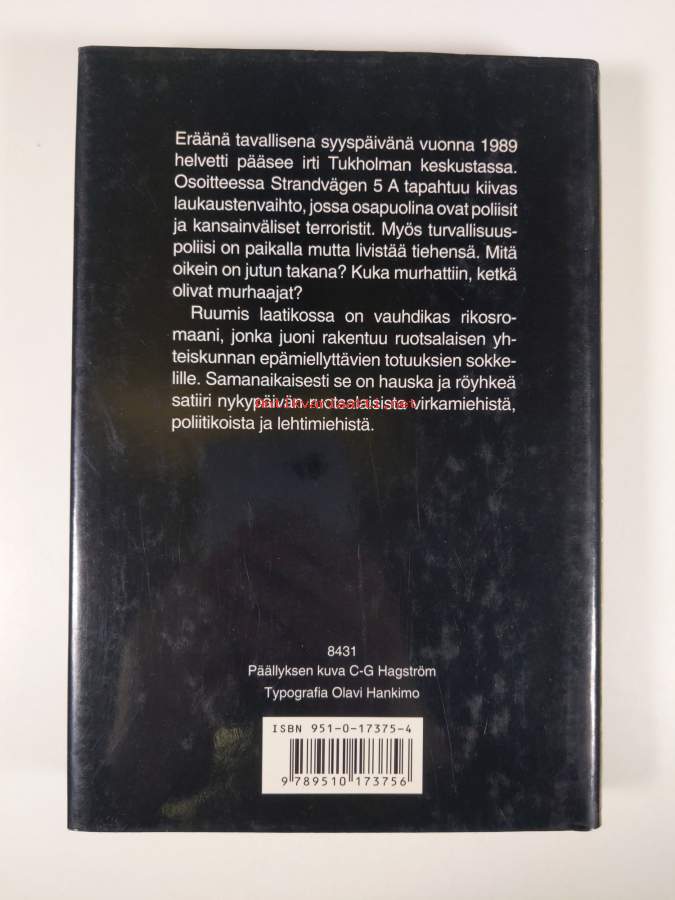 Eräänä tavallisena syyspäivänä vuonna 1989
helvetti pääsee irti Tukholman keskustassa.
Osoitteessa Strandvägen 5 A tapahtuu kiivas
laukaustenvaihto, jossa osapuolina ovat poliisit
ja kansainväliset terroristit. Myös turvallisuus-
poliisi on paikalla mutta livistää tiehensä. Mitä
oikein on jutun takana? Kuka murhattiin, ketkä
olivat murhaajat?
Ruumis laatikossa on vauhdikas rikosro-
maani, jonka juoni rakentuu ruotsalaisen yh-
teiskunnan epämiellyttävien totuuksien sokke-
lille. Samanaikaisesti se on hauska ja röyhkeä
satiiri nykypäivän ruotsalaisista virkamiehistä,
poliitikoista ja lehtimiehistä.
8431
Päällyksen kuva C-G Hagström
Typografia Olavi Hankimo
ISBN 951-0-17375-4
9 789510 173756